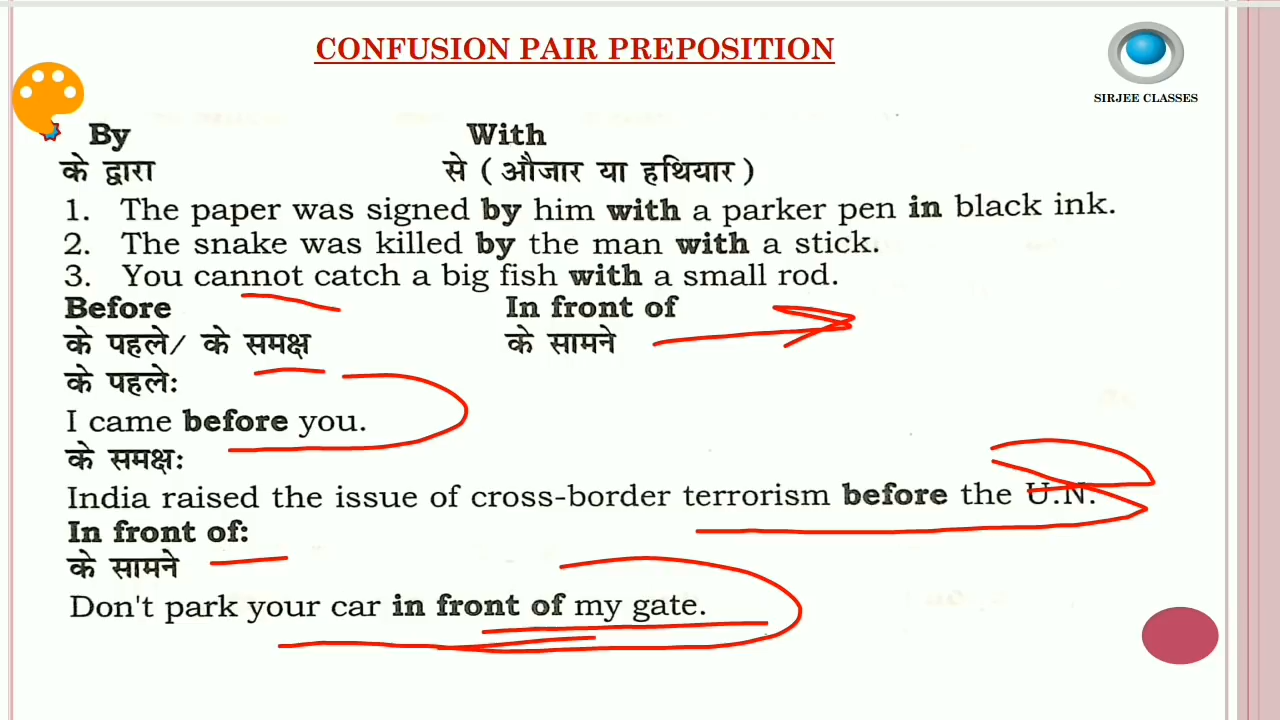 CONFUSION PAIR PREPOSITION
SIRJEE CLASSES
By With
के द्वारा से ( औजार या हथियार )
1. The paper was signed by him with a parker pen in black ink.
2. The snake was killed by the man with a stick.
3. You cannot catch a big fish with a small rod.
Before In front of
के पहले/ के समक्ष के सामने
के पहले:
I came before you.
के समक्ष:
India raised the issue of cross-border terrorism before the U.N.
In front of:
के सामने
Don't park your car in front of my gate.